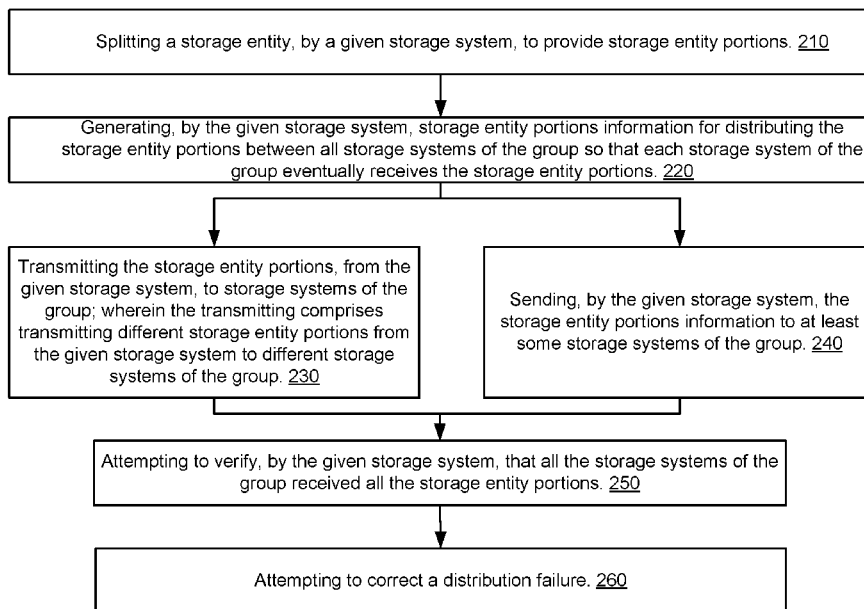 Splitting a storage entity, by a given storage system, to provide storage entity portions. 210
Generating, by the given storage system, storage entity portions information for distributing the
storage entity portions between all storage systems of the group so that each storage system of the
group eventually receives the storage entity portions. 220
Transmitting the storage entity portions, from the
given storage system, to storage systems of the
group; wherein the transmitting comprises
transmitting different storage entity portions from
the given storage system to different storage
systems of the group. 230
Sending, by the given storage system, the
storage entity portions information to at least
some storage systems of the group. 240
Attempting to verify, by the given storage system, that all the storage systems of the
group received all the storage entity portions. 250
Attempting to correct a distribution failure. 260